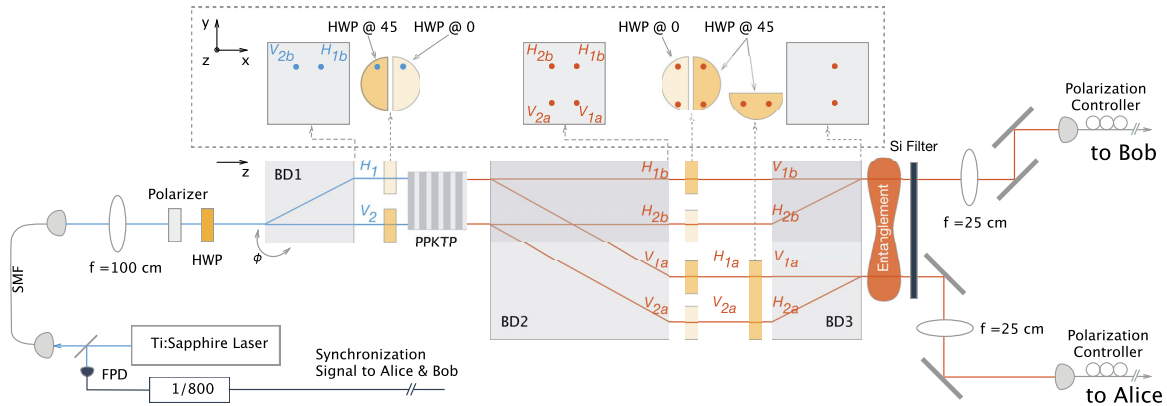 y
z
x
V2b
H1b
HWP @ 45
HWP @ 0
H2b
H1b
V2a
V1a
HWP @ 0
HWP @ 45
Polarization
Controller
to Bob
Si Filter
z
BD1
H1
V2
PPKTP
H1b
H2b
V1a
V2a
H1a
V2a
V1b
H2b
V1a
H2a
BD2
BD3
Entanglement
f =25 cm
Polarizer
HWP
ϕ
f =100 cm
SMF
f =25 cm
Ti:Sapphire Laser
FPD
1/800
Synchronization
Signal to Alice & Bob
Polarization
Controller
to Alice